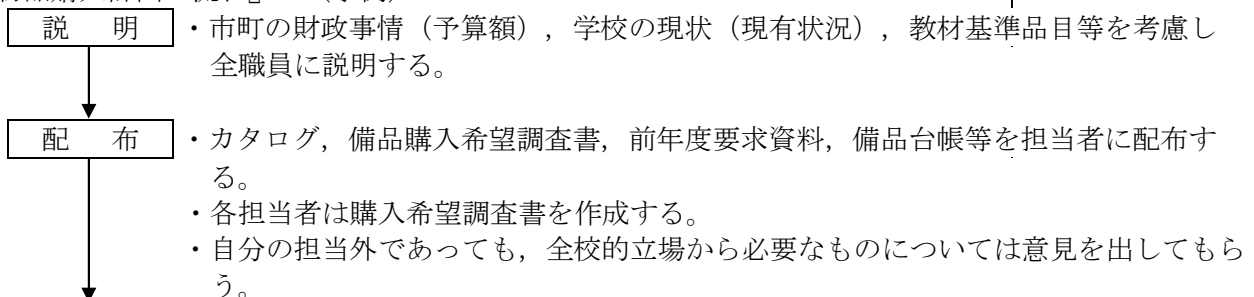 説　明　・市町の財政事情（予算額），学校の現状（現有状況），教材基準品目等を考慮し
全職員に説明する。
配　布　・カタログ，備品購入希望調査書，前年度要求資料，備品台帳等を担当者に配布す
る。
・各担当者は購入希望調査書を作成する。
・自分の担当外であっても，全校的立場から必要なものについては意見を出してもら
う。